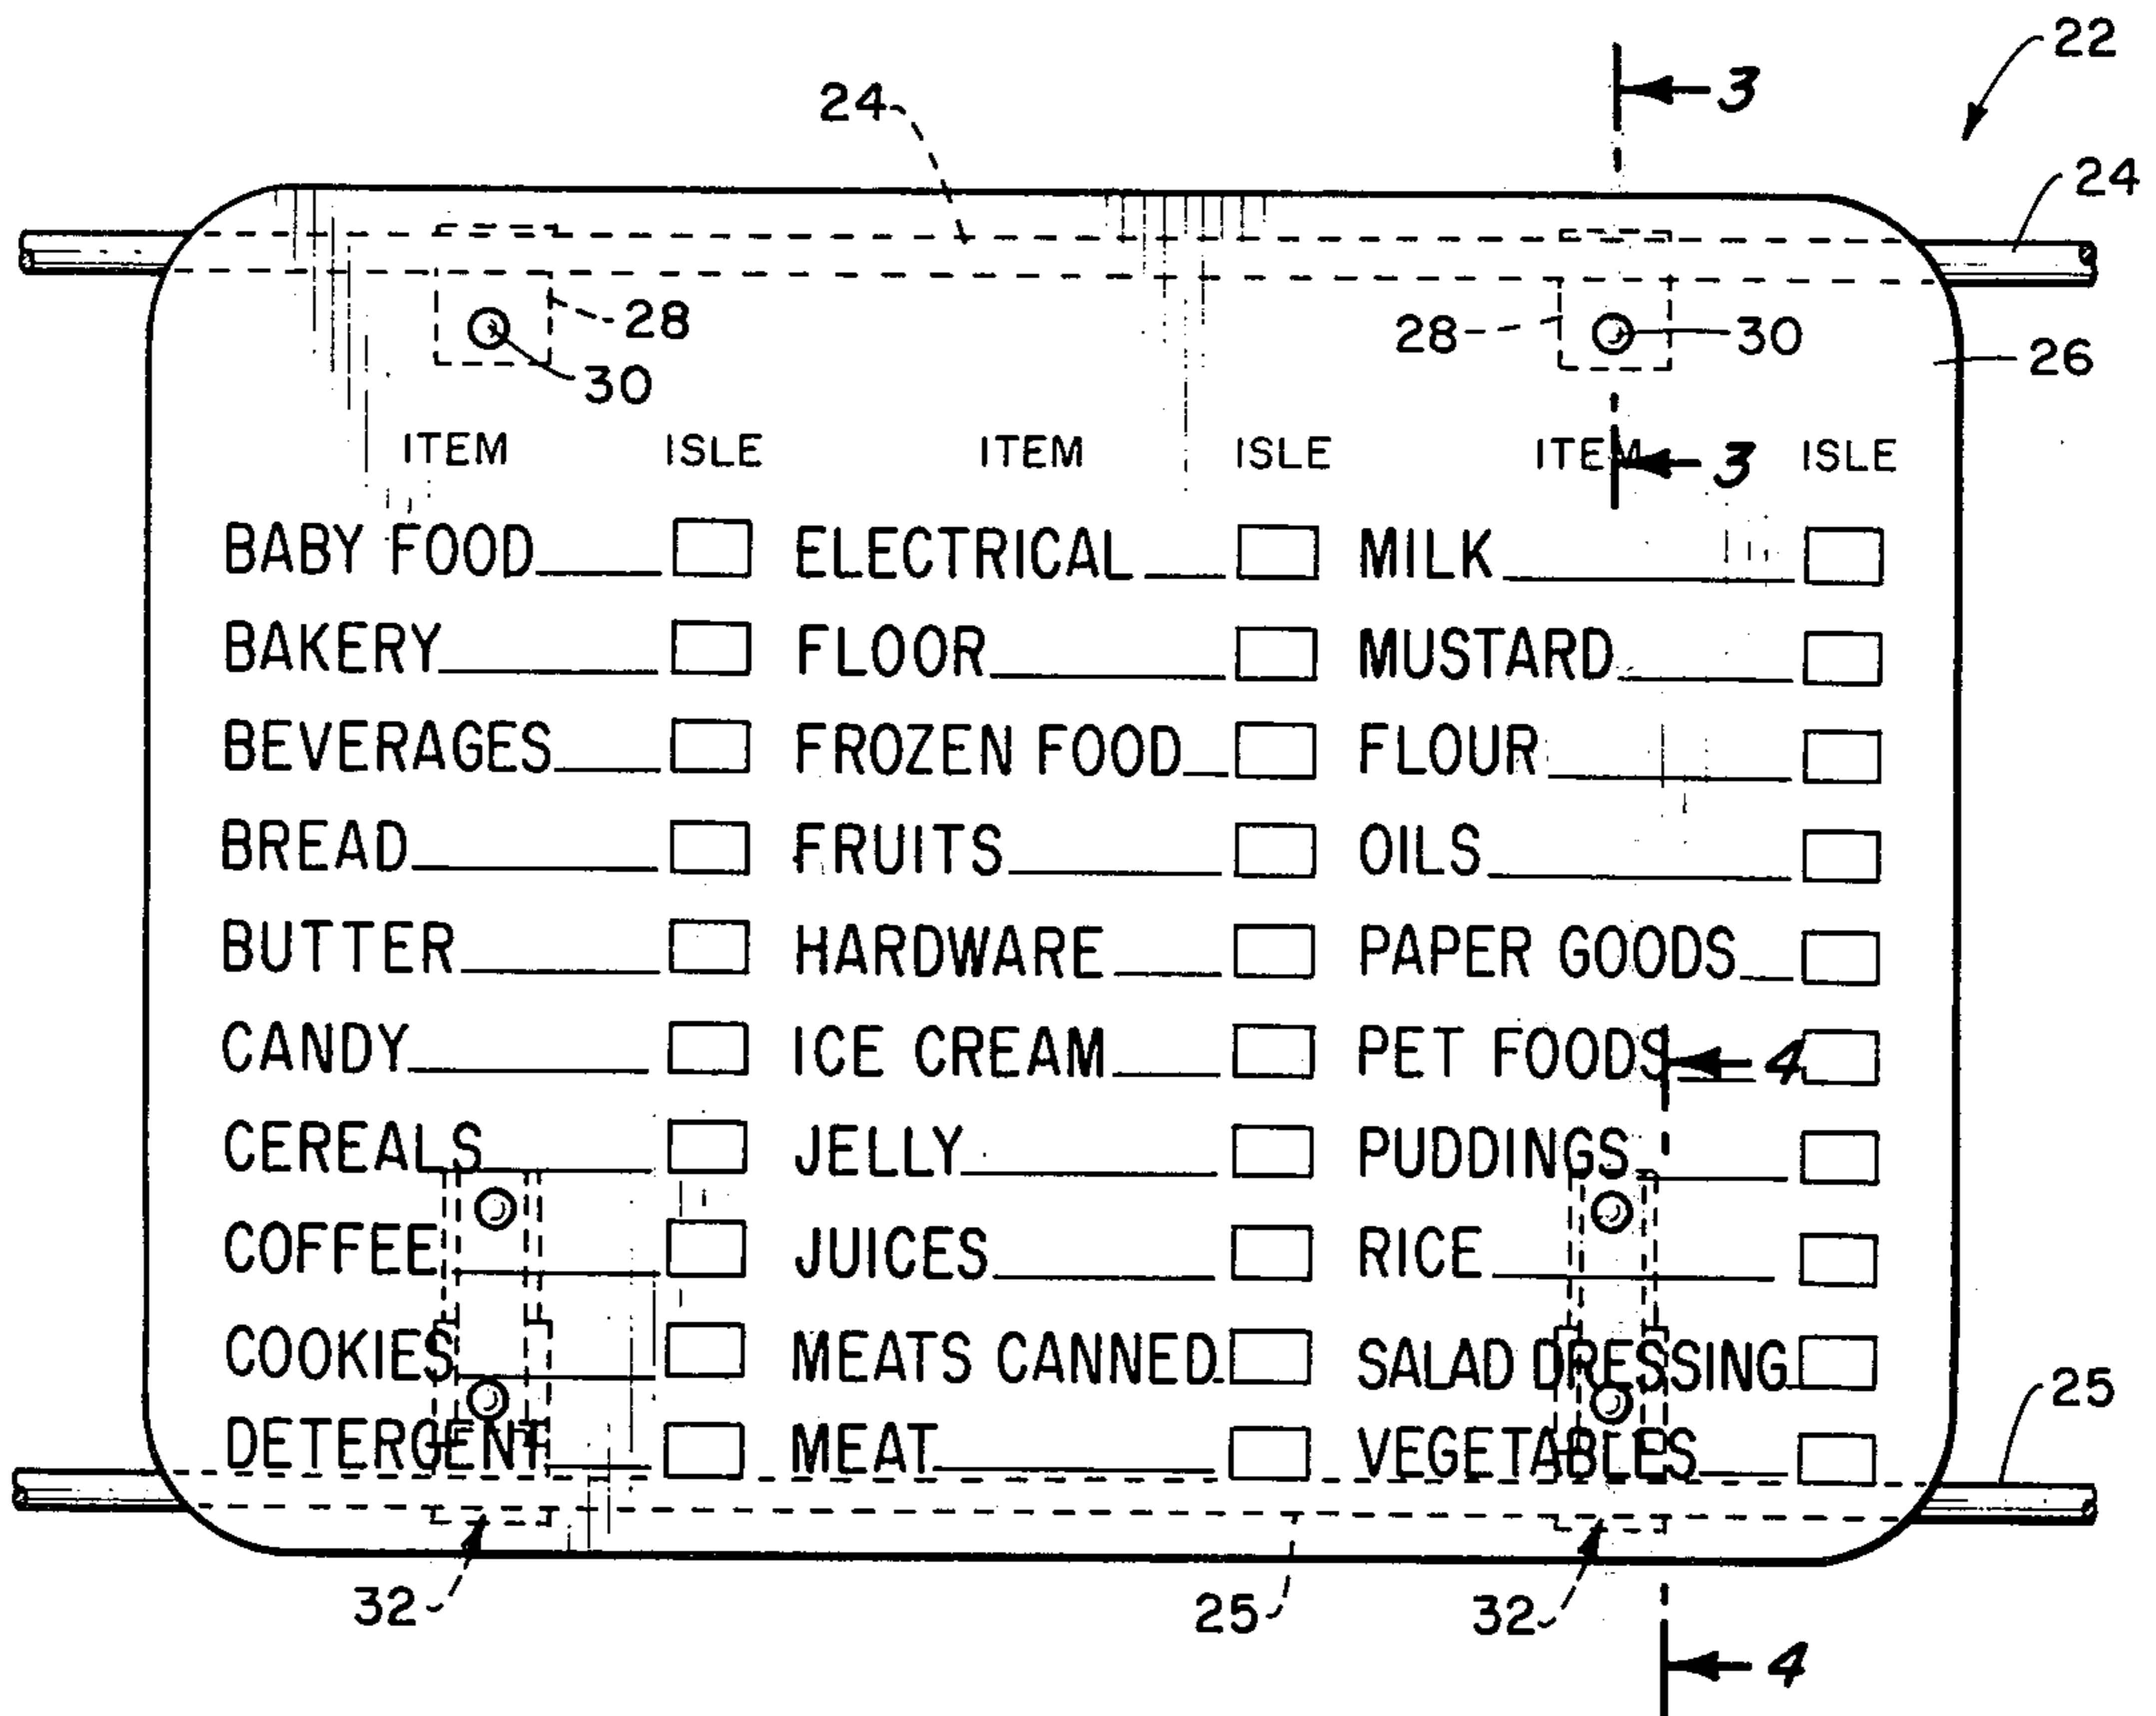 22
3
24
24
28
30
28
30
26
ITEM ISLE ITEM ISLE ITEM 3 ISLE
BABY FOOD ELECTRICAL MILK
BAKERY FLOOR MUSTARD
BEVERAGES FROZEN FOOD FLOUR
BREAD FRUITS OILS
BUTTER HARDWARE PAPER GOODS
CANDY ICE CREAM PET FOODS 4
CEREALS JELLY PUDDINGS
COFFEE JUICES RICE
COOKIES MEATS CANNED SALAD DRESSING
25
DETERGENT MEAT VEGETABLES
32 25 32
4